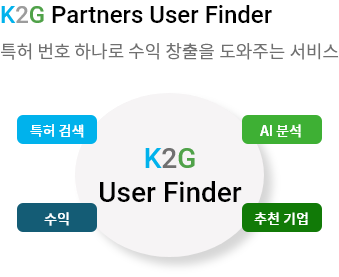 K2G Partners User Finder
특허 번호 하나로 수익 창출을 도와주는 서비스
특허 검색
AI 분석
K2G
User Finder
수익
추천 기업